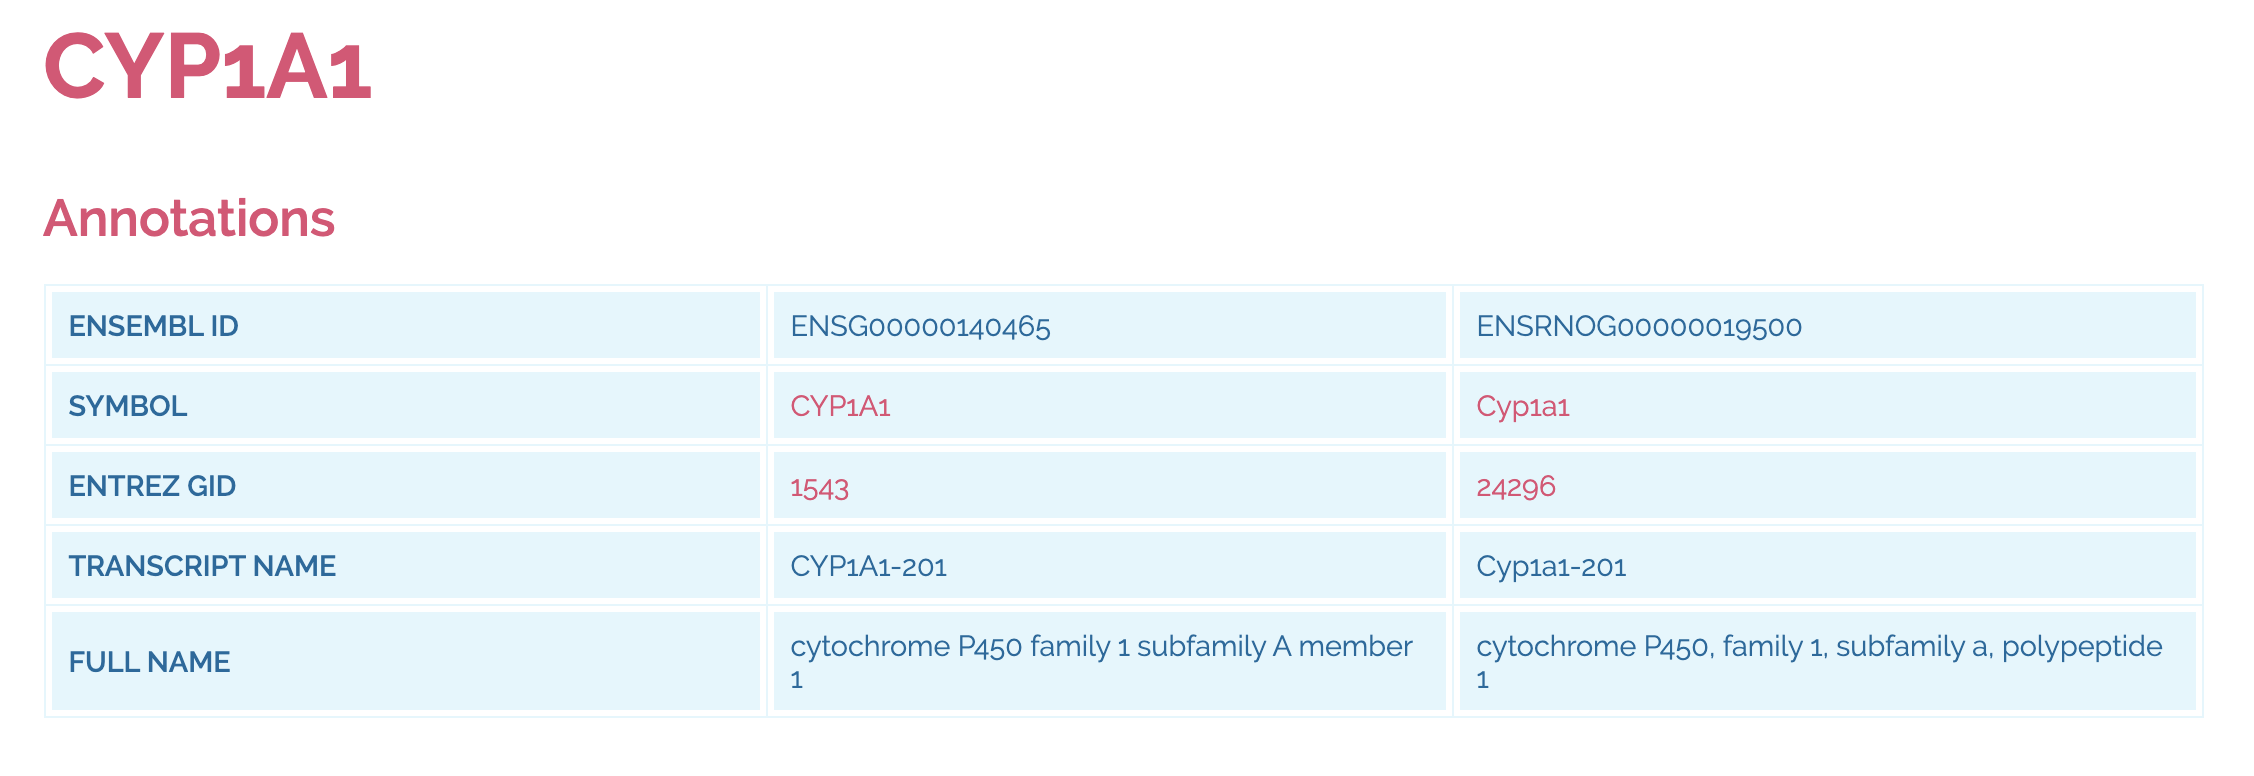 CYP1A1
Annotations
ENSEMBL ID ENSG00000140465 ENSRNOG00000019500
SYMBOL CYP1A1 Cyp1a1
ENTREZ GID 1543 24296
TRANSCRIPT NAME CYP1A1-201 Cyp1a1-201
FULL NAME cytochrome P450 family 1 subfamily A member 1 cytochrome P450, family 1, subfamily a, polypeptide 1